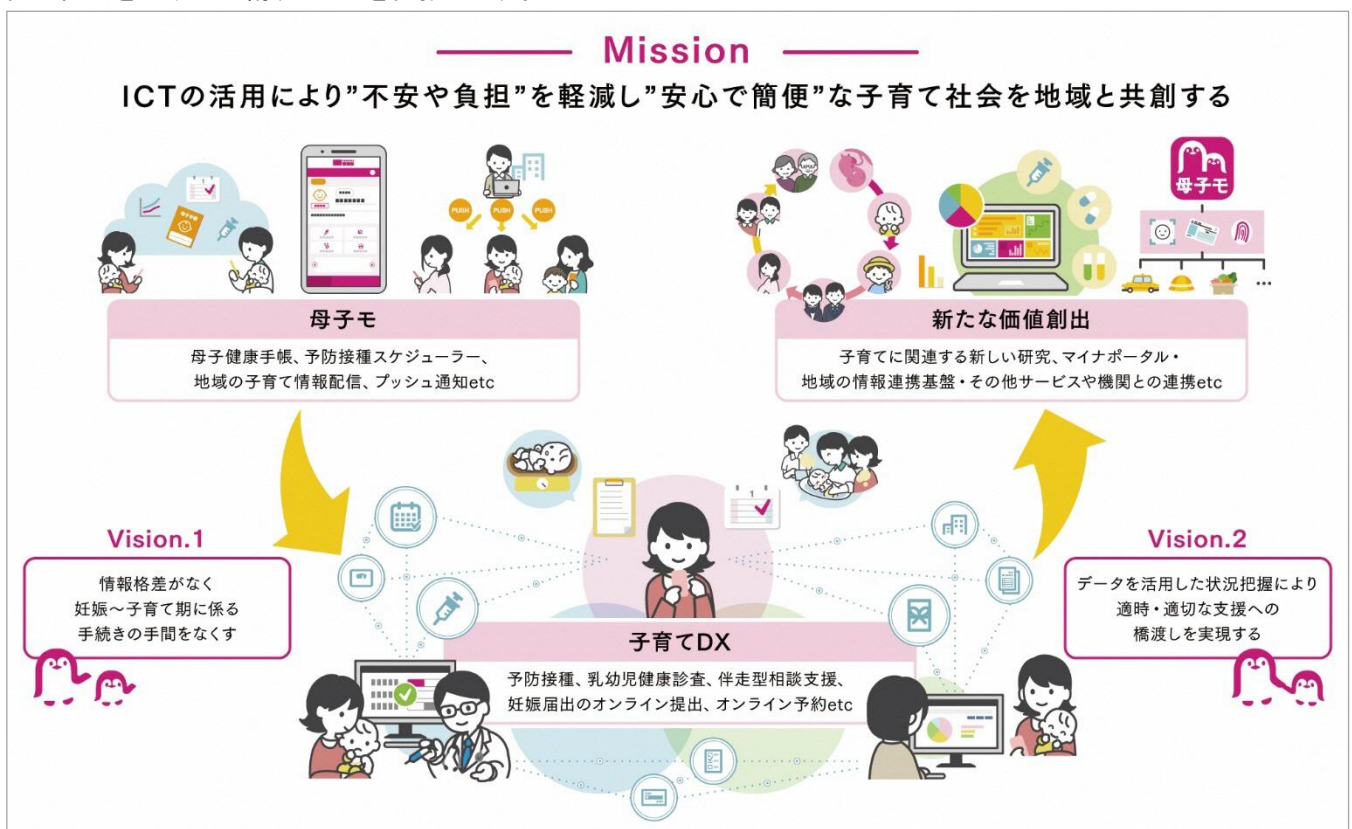 Mission
ICTの活用により”不安や負担”を軽減し”安心で簡便”な子育て社会を地域と共創する
母子手帳
PUSH
PUSH
PUSH
母子モ
母子モ
母子健康手帳、予防接種スケジューラー、
地域の子育て情報配信、プッシュ通知etc
新たな価値創出
子育てに関連する新しい研究、マイナポータル・
地域の情報連携基盤・その他サービスや機関との連携etc
…
1
Vision.1
情報格差がなく
妊娠～子育て期に係る
手続きの手間をなくす
Vision.2
データを活用した状況把握により
適時・適切な支援への
橋渡しを実現する
子育てDX
予防接種、乳幼児健康診査、伴走型相談支援、
妊娠届出のオンライン提出、オンライン予約etc